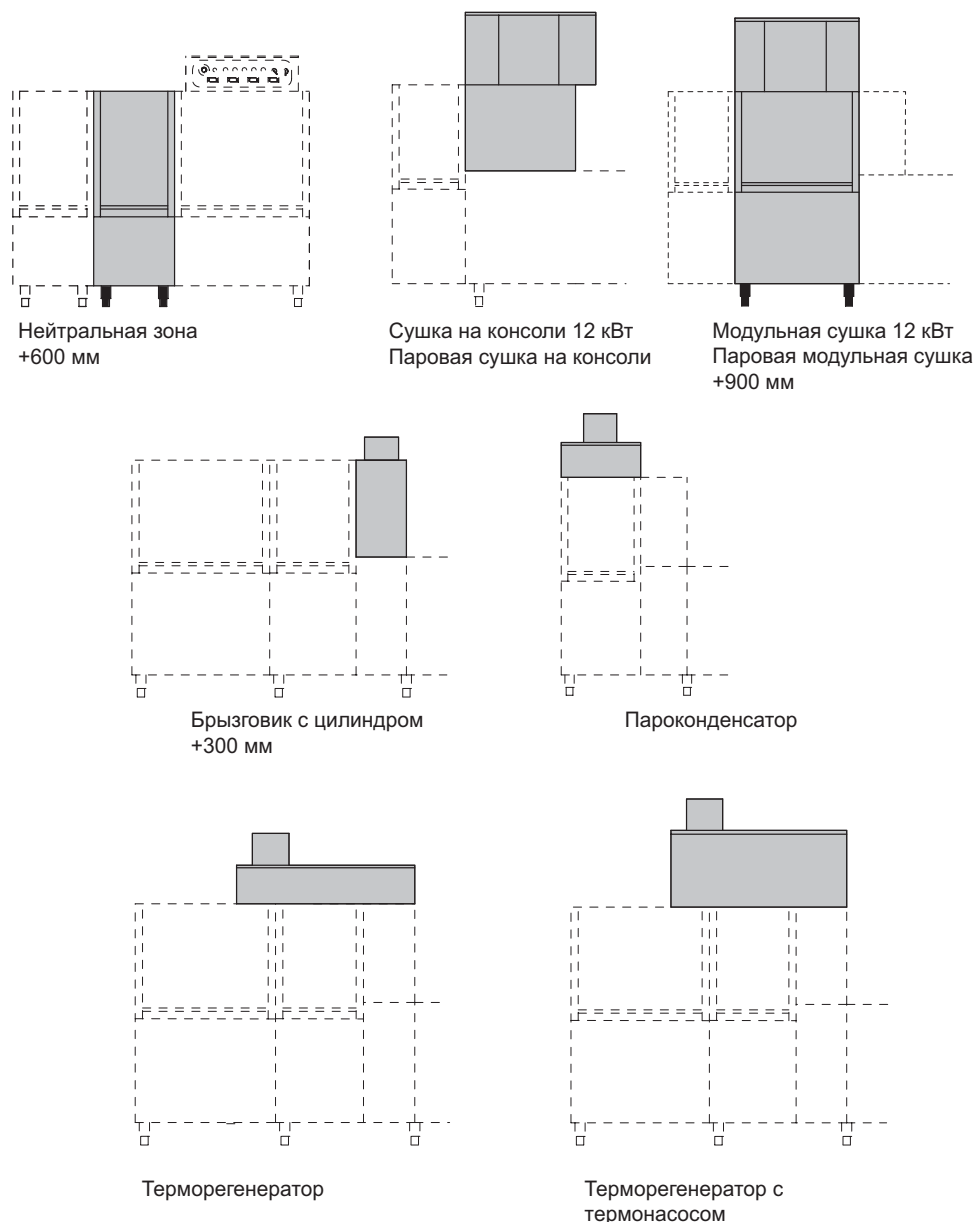 Нейтральная зона
+600 мм
Сушка на консоли 12 кВт
Паровая сушка на консоли
Модульная сушка 12 кВт
Паровая модульная сушка
+900 мм
Брызговик с цилиндром
+300 мм
Пароконденсатор
Терморегенератор
Терморегенератор с
термонасосом